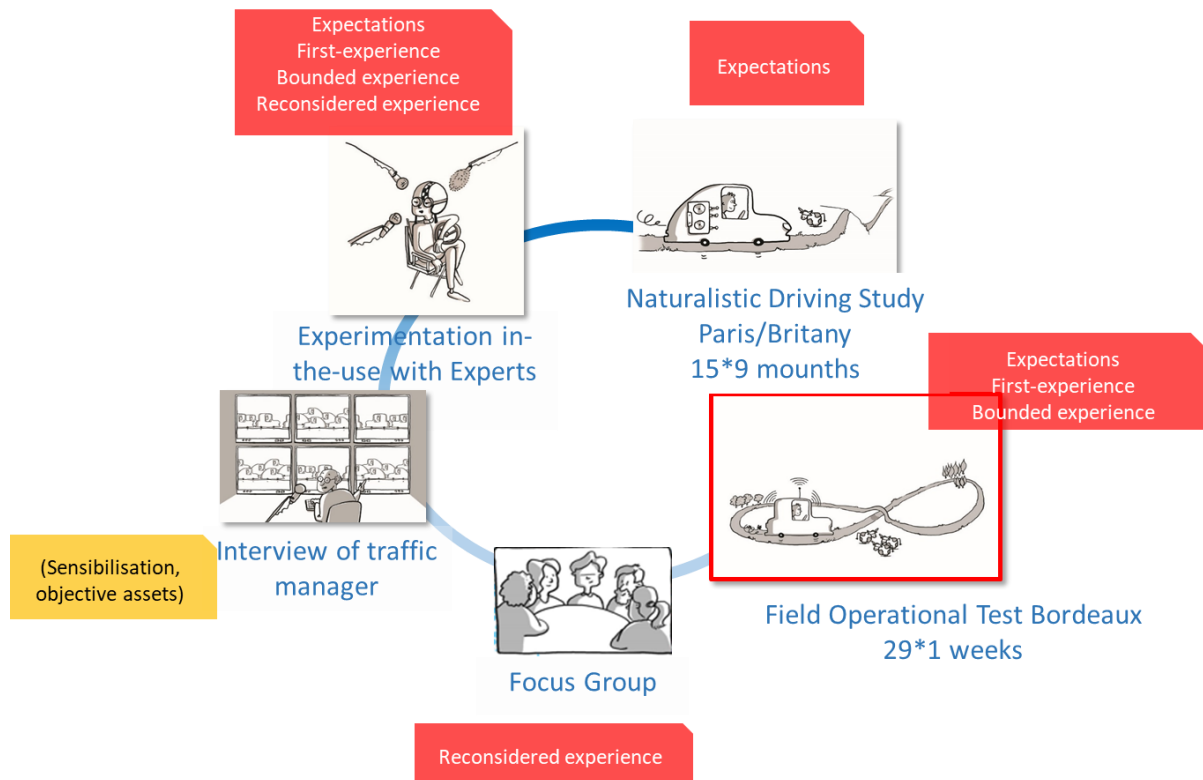 Expectations
First-experience
Bounded experience
Reconsidered experience
Expectations
Experimentation in-
the-use with Experts
Naturalistic Driving Study
Paris/Britany
15*9 mounths
Expectations
First-experience
Bounded experience
Interview of traffic
manager
(Sensibilisation,
objective assets)
Field Operational Test Bordeaux
29*1 weeks
Focus Group
Reconsidered experience